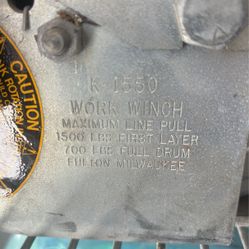 K-1550
WORK WINCH
MAXIMUM LINE PULL
1500 LBS FIRST LAYER
700 LBS FULL DRUM
FULTON MILWAUKEE
CAUTION